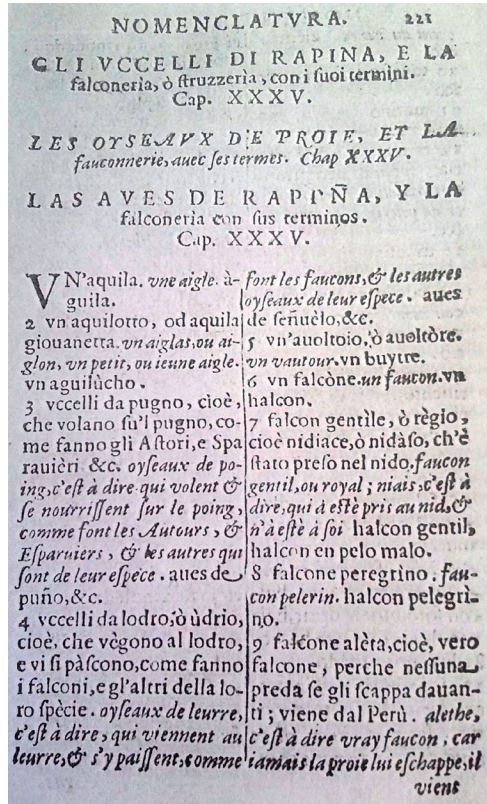 NOMENCLATVRA. 221
GLI VCCELLI DI RAPINA, E LA
falconeria, ò struzzeria, con i suoi termini.
Cap. XXXV.
LES OYSEAVX DE PROIE, ET LA
fauconnerie, auec ses termes. Chap XXXV.
LAS AVES DE RAPIÑA, Y LA
falconeria con sus terminos.
Cap. XXXV.
VN'aquila. vne aigle. à-
guila.
2 vn aquilotto, od aquila
giouanetta. vn aiglas, ou ai-
glon, vn petit, ou ieune aigle.
vn aguilùcho.
3 vccelli da pugno, cioè,
che volano su'l pugno, co-
me fanno gli Astori, e Spa
rauièri &c. oyseaux de po-
ing, c'est à dire qui volent &
se nourrissent sur le poing,
comme font les Autours, &
Esparuiers, & les autres qui
sont de leur espece. aues de
puño, &c.
4 vccelli da lodro, ò ùdrio,
cioè, che vègono al lodro,
e vi si pàscono, come fanno
i falconi, e gl'altri della lo-
ro spècie. oyseaux de leurre,
c'est à dire, qui viennent au
leurre, & s'y paissent, comme
font les faucons, & les autres
oyseaux de leur espece. aues
de señuèlo, &c.
5 vn'auoltoio, ò auoltòre.
vn vautour. vn buytre.
6 vn falcòne. un faucon. vn
halcon.
7 falcon gentìle, ò règio,
cioè nidiace, ò nidàso, ch'è
stato preso nel nido. faucon
gentil, ou royal ; niais, c'est à
dire, qui à estè pris au nid, &
n'à estè à soi halcon gentil,
halcon en pelo malo.
8 falcone peregrino. fau-
con pelerin. halcon pelegrì-
no.
9 falcone alèta, cioè, vero
falcone, perche nessuna
preda se gli scappa dauan-
ti ; viene dal Perù. alethe,
c'est à dire vray faucon, car
iamais la proie lui eschappe, il
vient